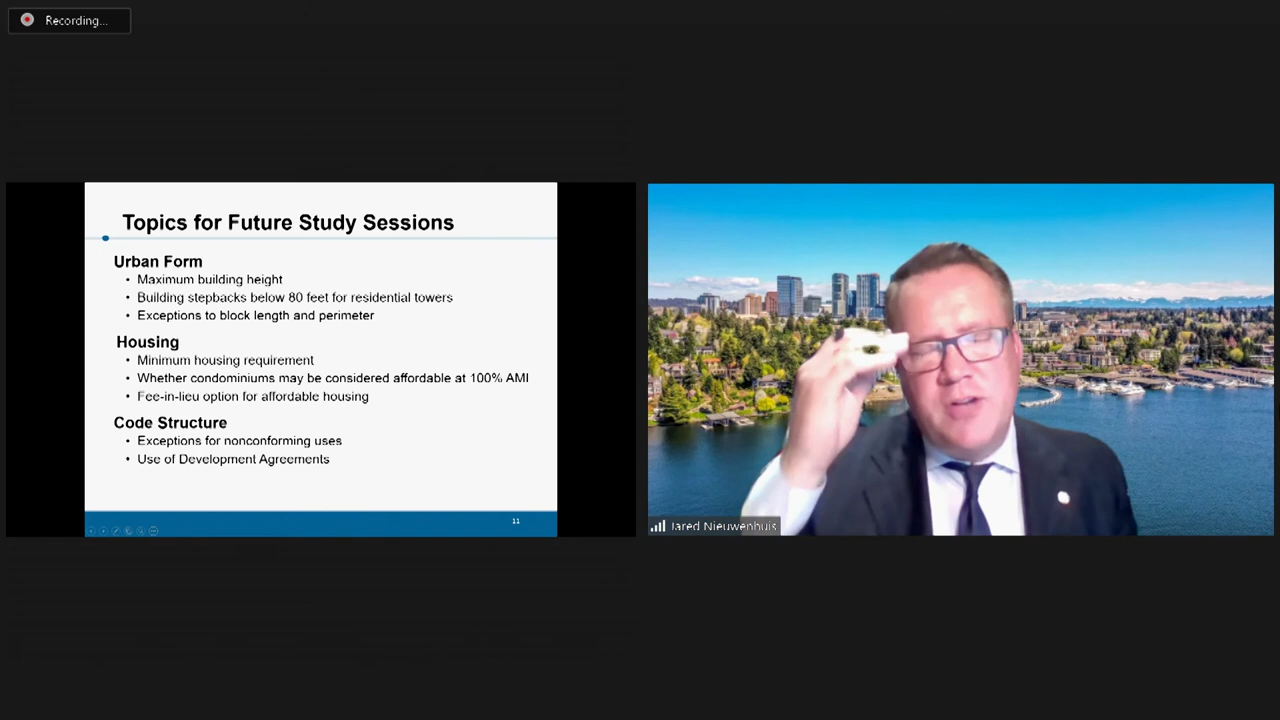 Recording...
Topics for Future Study Sessions
Urban Form
• Maximum building height
• Building stepbacks below 80 feet for residential towers
• Exceptions to block length and perimeter
Housing
• Minimum housing requirement
• Whether condominiums may be considered affordable at 100% AMI
• Fee-in-lieu option for affordable housing
Code Structure
• Exceptions for nonconforming uses
• Use of Development Agreements
11
Jared Nieuwenhuis